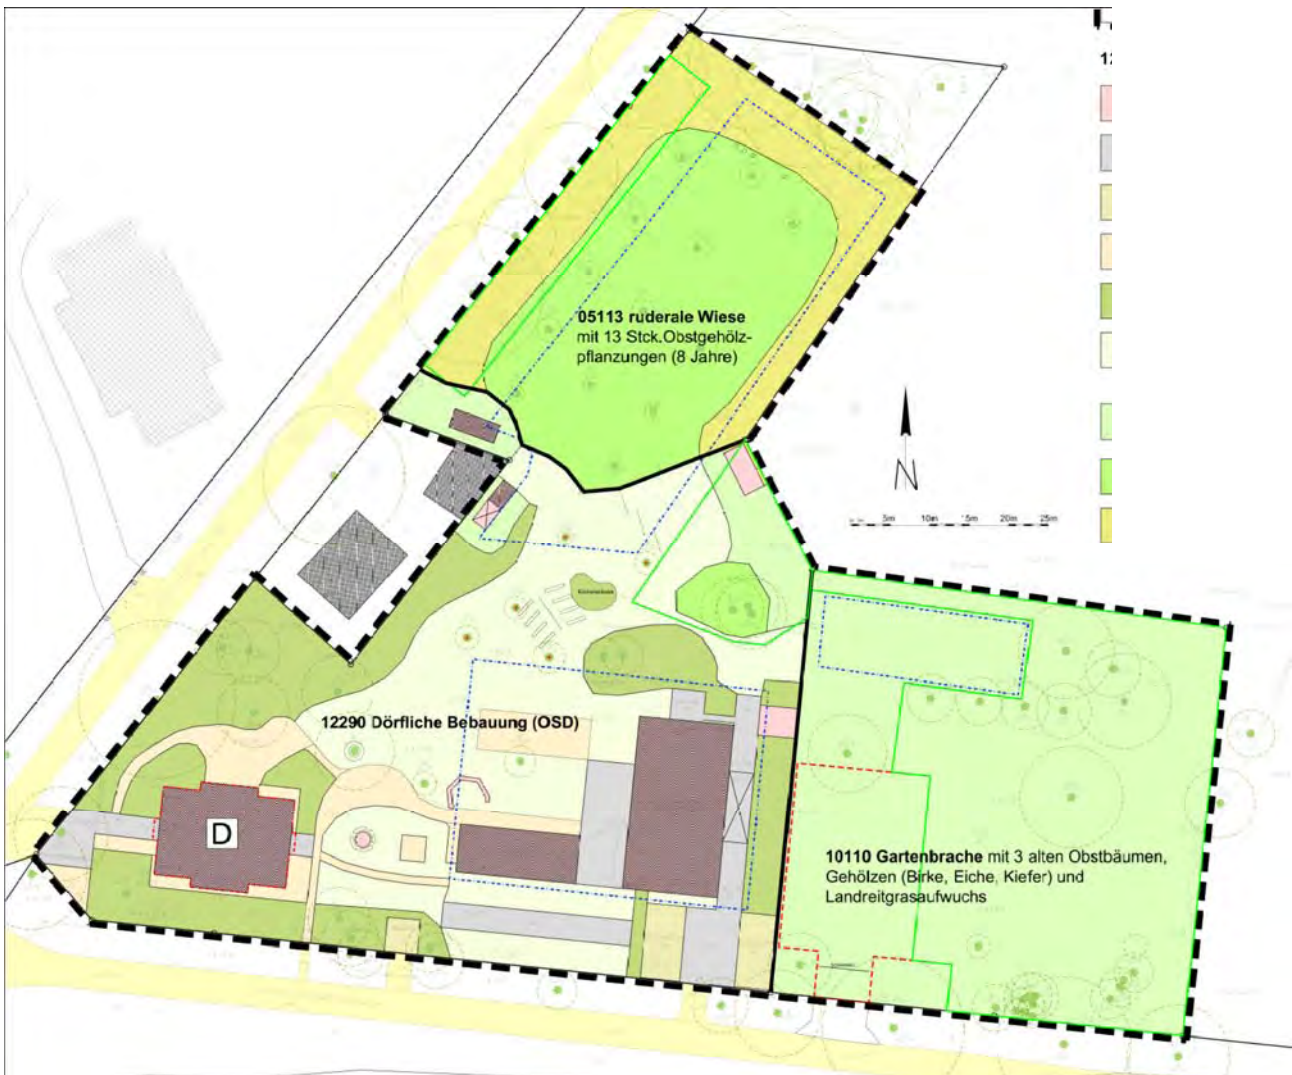 12
05113 ruderale Wiese
mit 13 Stck.Obstgehölz-
pflanzungen (8 Jahre)
N
5m 10m 15m 20m 25m
12290 Dörfliche Bebauung (OSD)
D
10110 Gartenbrache mit 3 alten Obstbäumen,
Gehölzen (Birke, Eiche, Kiefer) und
Landreitgrasaufwuchs